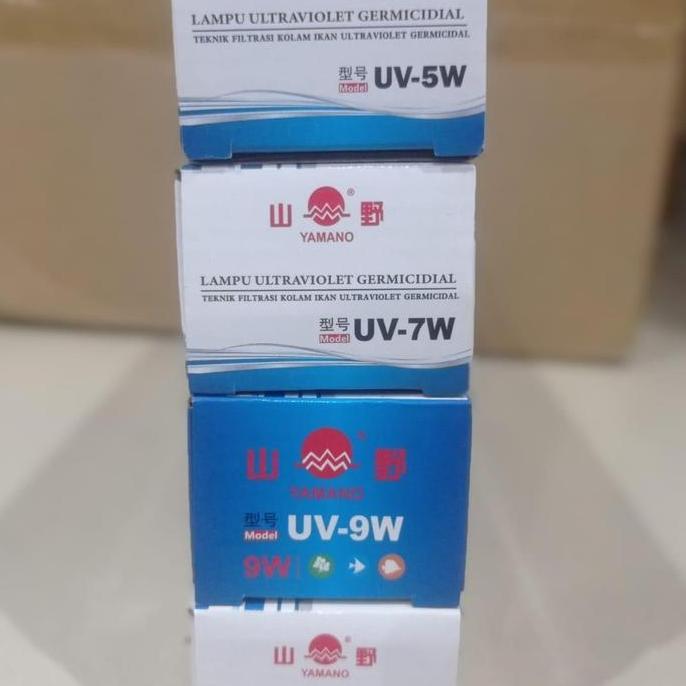 LAMPU ULTRAVIOLET GERMICIDIAL
TEKNIK FILTRASI KOLAM IKAN ULTRAVIOLET GERMICIDAL
型号 Model UV-5W
山 ® 野
YAMANO
LAMPU ULTRAVIOLET GERMICIDIAL
TEKNIK FILTRASI KOLAM IKAN ULTRAVIOLET GERMICIDAL
型号 Model UV-7W
山 ® 野
YAMANO
型号 Model UV-9W
9W
山 ® 野
YAMANO